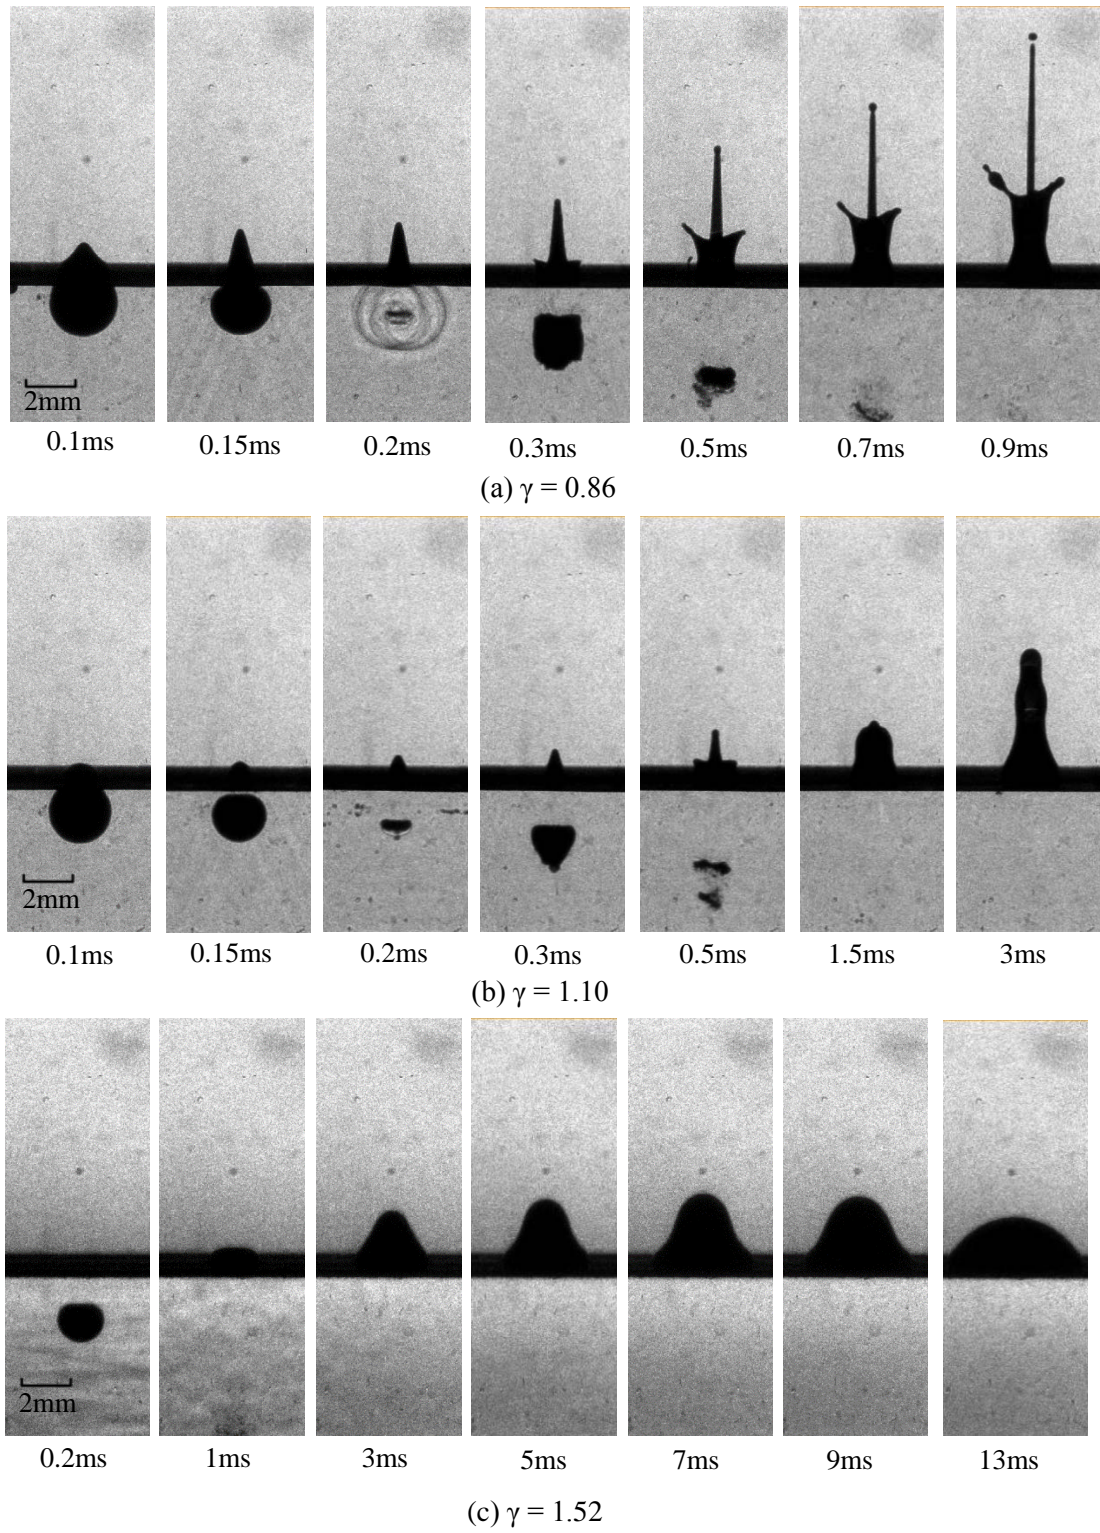 2mm
0.1ms 0.15ms 0.2ms 0.3ms 0.5ms 0.7ms 0.9ms
(a) γ = 0.86
2mm
0.1ms 0.15ms 0.2ms 0.3ms 0.5ms 1.5ms 3ms
(b) γ = 1.10
2mm
0.2ms 1ms 3ms 5ms 7ms 9ms 13ms
(c) γ = 1.52